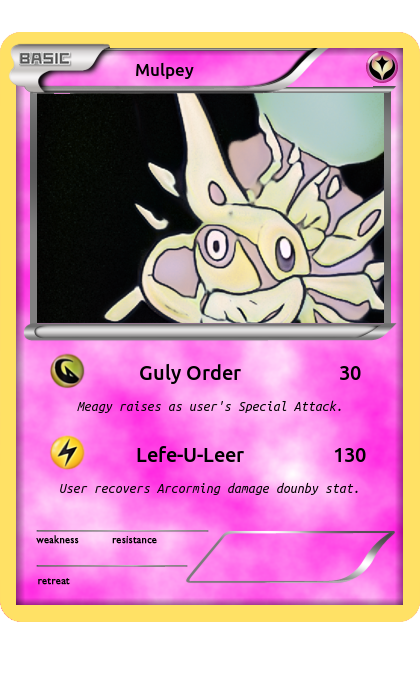 BASIC
Mulpey
Guly Order 30
Meagy raises as user's Special Attack.
Lefe-U-Leer 130
User recovers Arcorming damage dounby stat.
weakness resistance
retreat